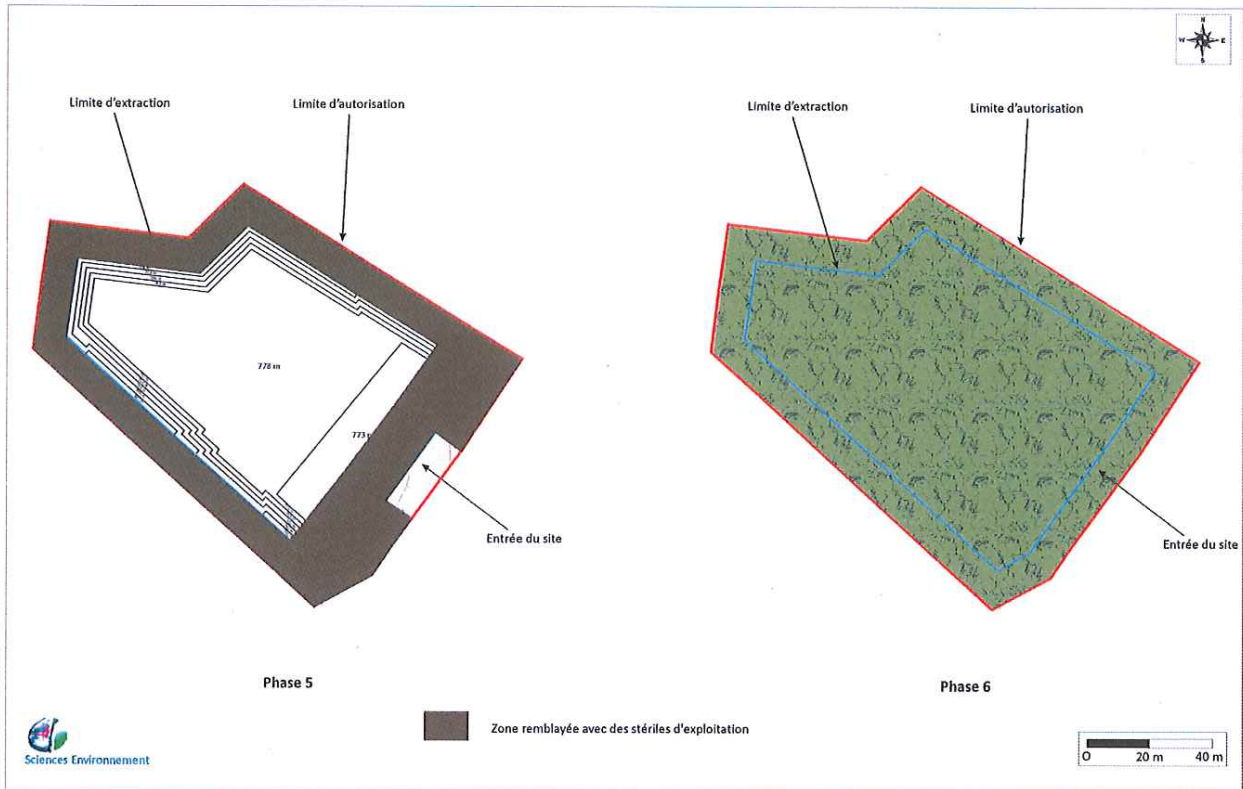 N
W E
S
Limite d'extraction
Limite d'autorisation
Limite d'extraction
Limite d'autorisation
778 m
773
Entrée du site
Entrée du site
Phase 5
Phase 6
Zone remblayée avec des stériles d'exploitation
Sciences Environnement
O 20 m 40 m